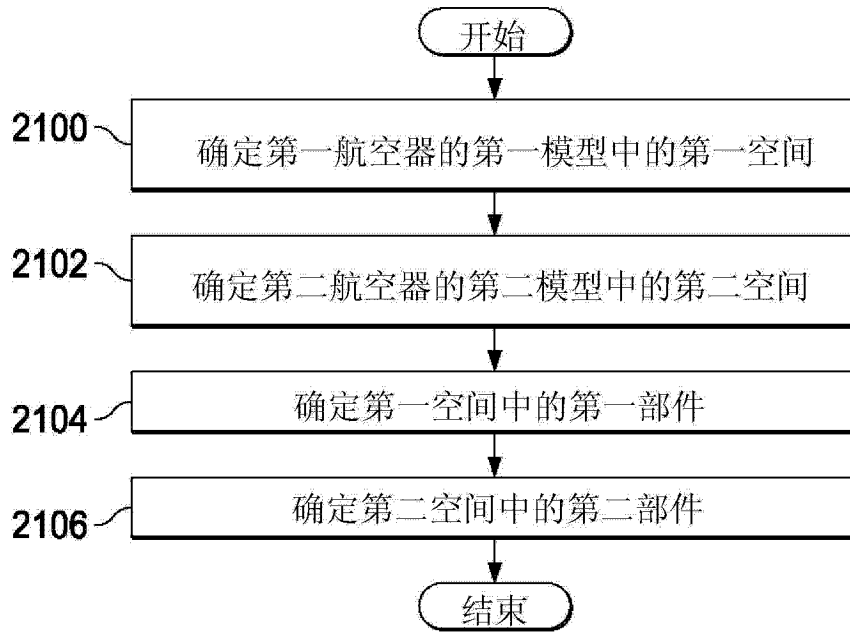 开始
2100
确定第一航空器的第一模型中的第一空间
2102
确定第二航空器的第二模型中的第二空间
2104
确定第一空间中的第一部件
2106
确定第二空间中的第二部件
结束